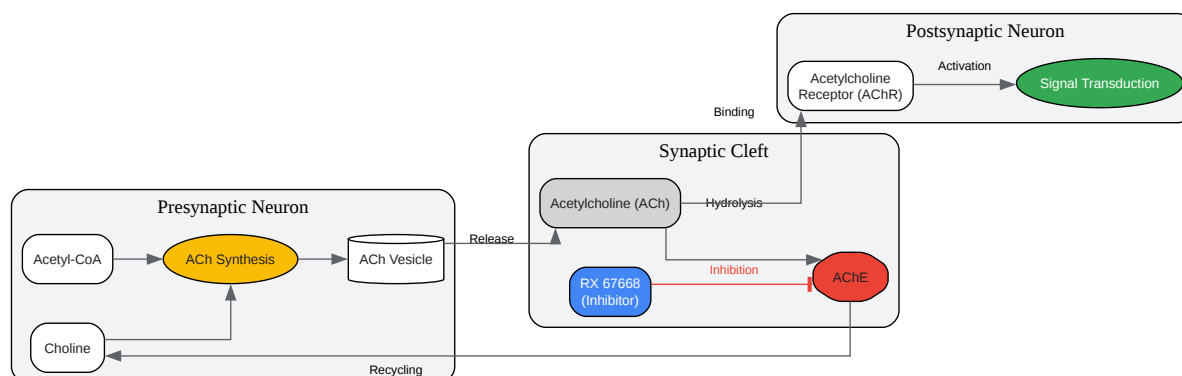 Postsynaptic Neuron
Acetylcholine
Receptor (AChR)
Activation
Signal Transduction
Binding
Synaptic Cleft
Acetylcholine (ACh)
Hydrolysis
Presynaptic Neuron
Acetyl-CoA
ACh Synthesis
ACh Vesicle
Release
RX 67668
(Inhibitor)
Inhibition
AChE
Choline
Recycling